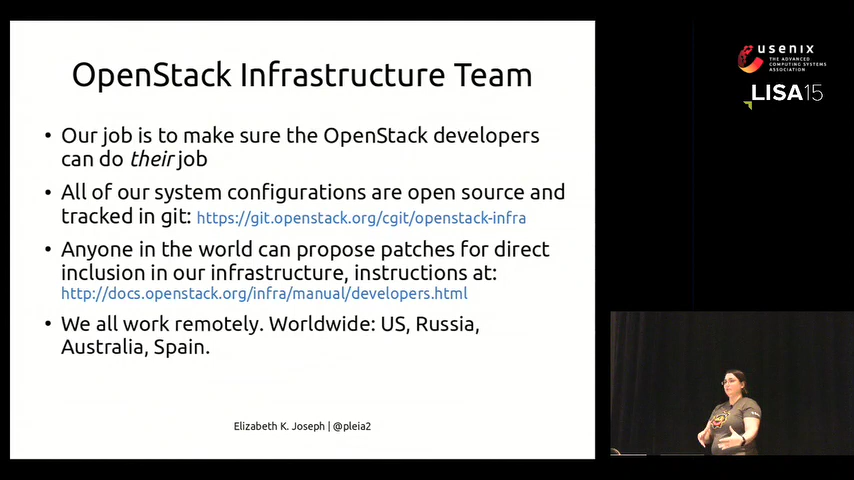 OpenStack Infrastructure Team
• Our job is to make sure the OpenStack developers
can do their job
• All of our system configurations are open source and
tracked in git: https://git.openstack.org/cgit/openstack-infra
• Anyone in the world can propose patches for direct
inclusion in our infrastructure, instructions at:
http://docs.openstack.org/infra/manual/developers.html
• We all work remotely. Worldwide: US, Russia,
Australia, Spain.
Elizabeth K. Joseph | @pleia2
usenix
THE ADVANCED
COMPUTING SYSTEMS
ASSOCIATION
LISA15